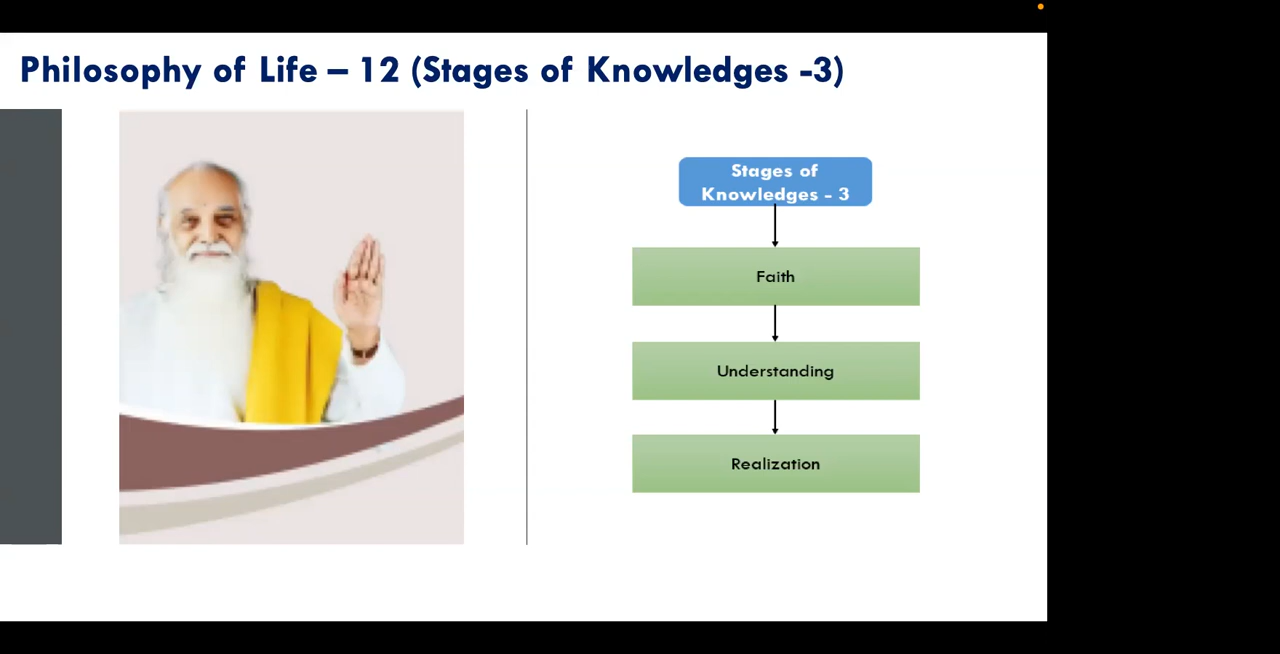 Philosophy of Life – 12 (Stages of Knowledges -3)
Stages of
Knowledges - 3
Faith
Understanding
Realization